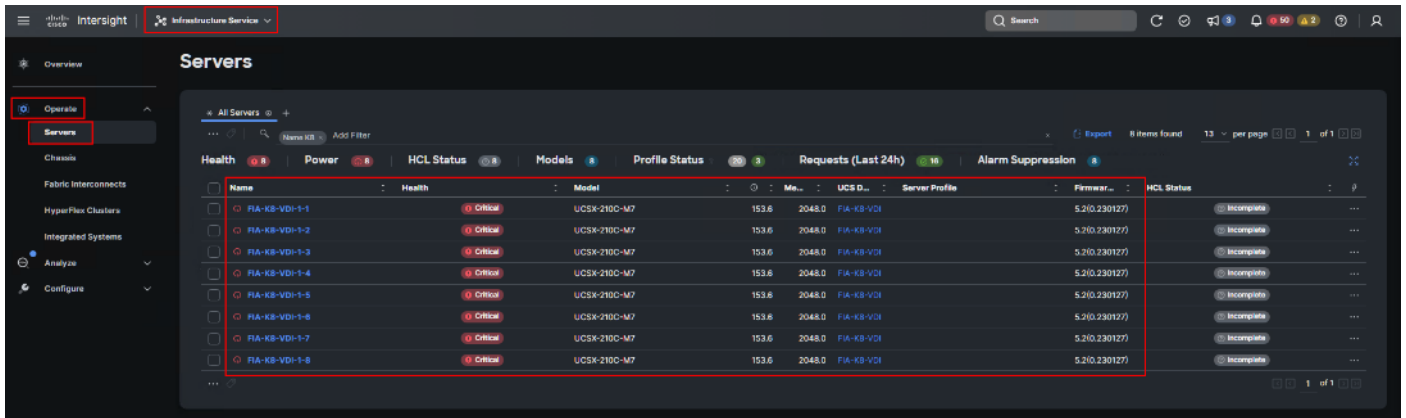 cisco Intersight Infrastructure Service Search 3 50 2
Overview
Servers
Operate
Servers
Chassis
Fabric Interconnects
HyperFlex Clusters
Integrated Systems
Analyze
Configure
All Servers
Add Filter Export 8 items found 13 per page 1 of 1
Health 8 Power 8 HCL Status 8 Models 8 Profile Status 20 3 Requests (Last 24h) 16 Alarm Suppression 8
Name Health Model Me... UCS D... Server Profile Firmwar... HCL Status
FIA-K8-VDI-1-1 Critical UCSX-210C-M7 153.6 2048.0 FIA-K8-VDI 5.2(0.230127) Incomplete
FIA-K8-VDI-1-2 Critical UCSX-210C-M7 153.6 2048.0 FIA-K8-VDI 5.2(0.230127) Incomplete
FIA-K8-VDI-1-3 Critical UCSX-210C-M7 153.6 2048.0 FIA-K8-VDI 5.2(0.230127) Incomplete
FIA-K8-VDI-1-4 Critical UCSX-210C-M7 153.6 2048.0 FIA-K8-VDI 5.2(0.230127) Incomplete
FIA-K8-VDI-1-5 Critical UCSX-210C-M7 153.6 2048.0 FIA-K8-VDI 5.2(0.230127) Incomplete
FIA-K8-VDI-1-6 Critical UCSX-210C-M7 153.6 2048.0 FIA-K8-VDI 5.2(0.230127) Incomplete
FIA-K8-VDI-1-7 Critical UCSX-210C-M7 153.6 2048.0 FIA-K8-VDI 5.2(0.230127) Incomplete
FIA-K8-VDI-1-8 Critical UCSX-210C-M7 153.6 2048.0 FIA-K8-VDI 5.2(0.230127) Incomplete
1 of 1